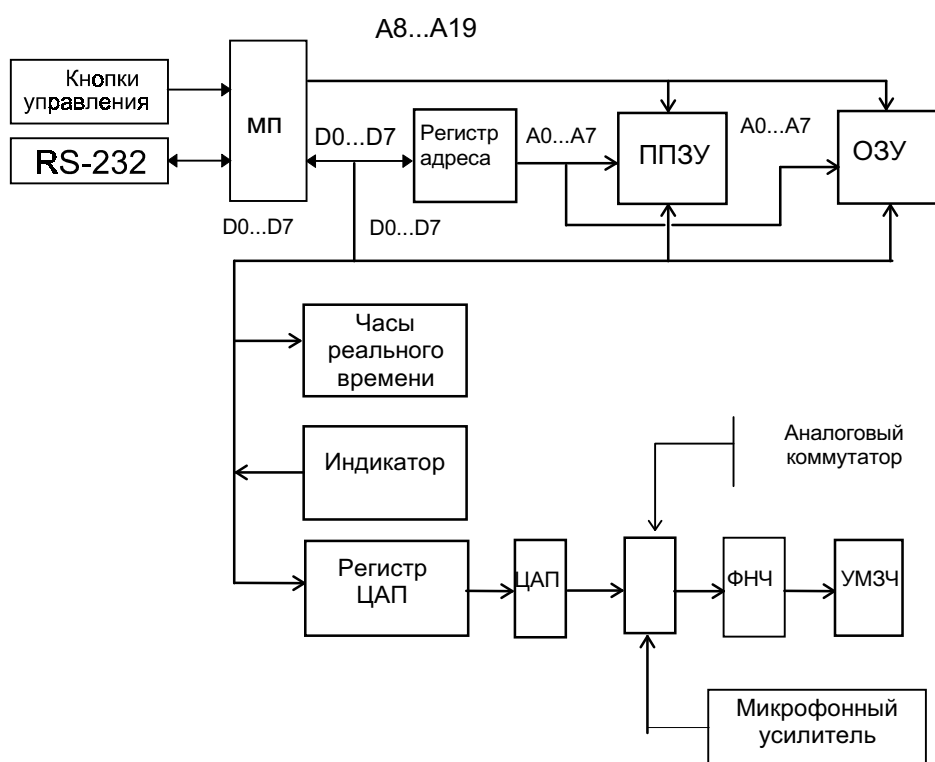 A8...A19
Кнопки
управления
RS-232
МП
D0...D7
Регистр
адреса
A0...A7
ППЗУ
A0...A7
ОЗУ
D0...D7
D0...D7
Часы
реального
времени
Индикатор
Аналоговый
коммутатор
Регистр
ЦАП
ЦАП
ФНЧ
УМЗЧ
Микрофонный
усилитель